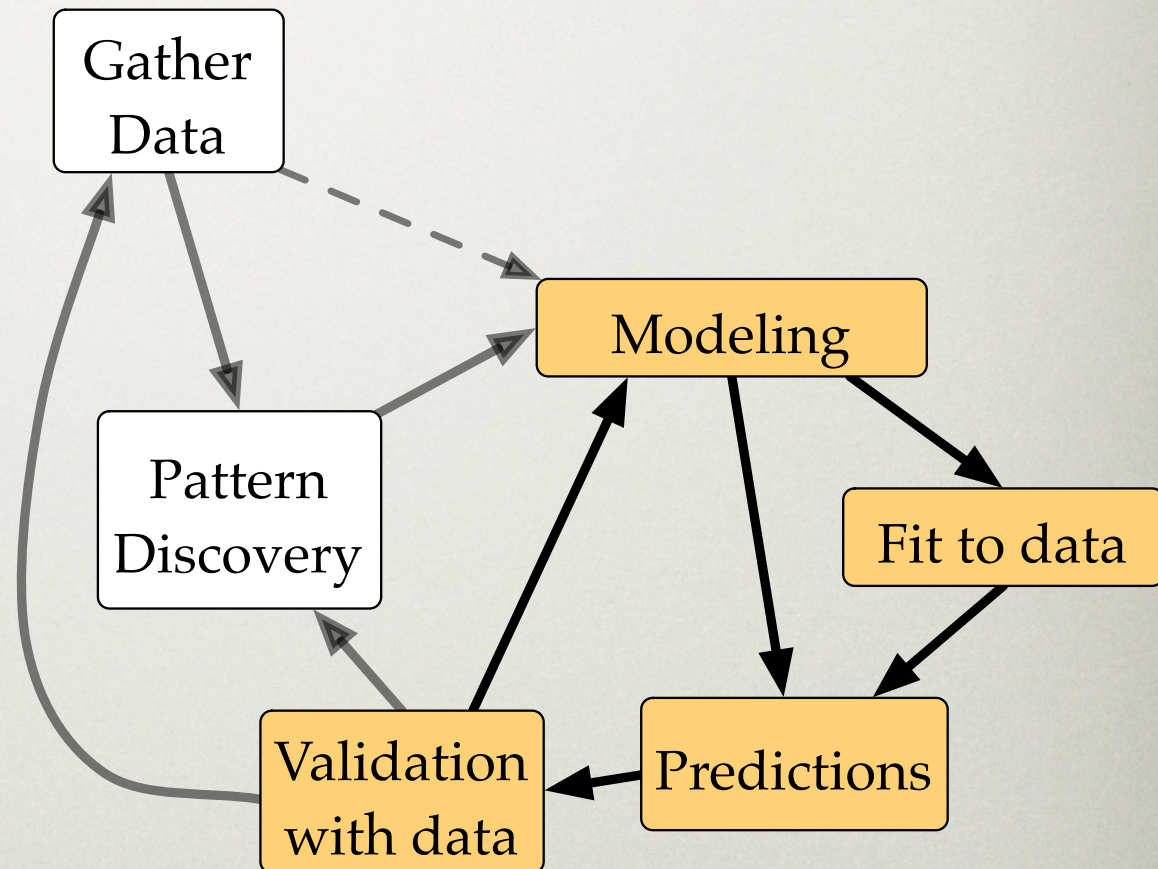 Gather
Data
Modeling
Pattern
Discovery
Fit to data
Validation
with data
Predictions